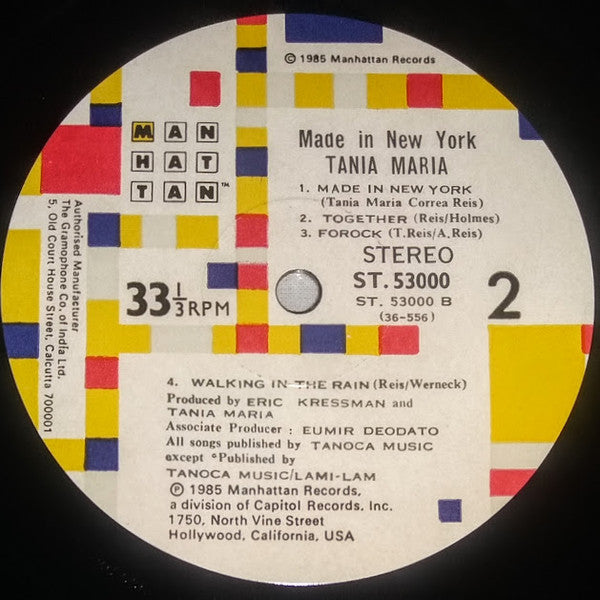 © 1985 Manhattan Records
MAN
HAT
TAN™
Made in New York
TANIA MARIA
1. MADE IN NEW YORK
(Tania Maria Correa Reis)
2. TOGETHER (Reis/Holmes)
3. FOROCK (T.Reis/A.Reis)
STEREO
ST. 53000
ST. 53000 B
(36-556)
2
33 1/3 RPM
Authorised Manufacturer
The Gramophone Co. of India Ltd.
5, Old Court House Street, Calcutta 700001
4. WALKING IN THE RAIN (Reis/Werneck)
Produced by ERIC KRESSMAN and
TANIA MARIA
Associate Producer : EUMIR DEODATO
All songs published by TANOCA MUSIC
except °Published by
TANOCA MUSIC/LAMI-LAM
℗ 1985 Manhattan Records,
a division of Capitol Records, Inc.
1750, North Vine Street
Hollywood, California, USA